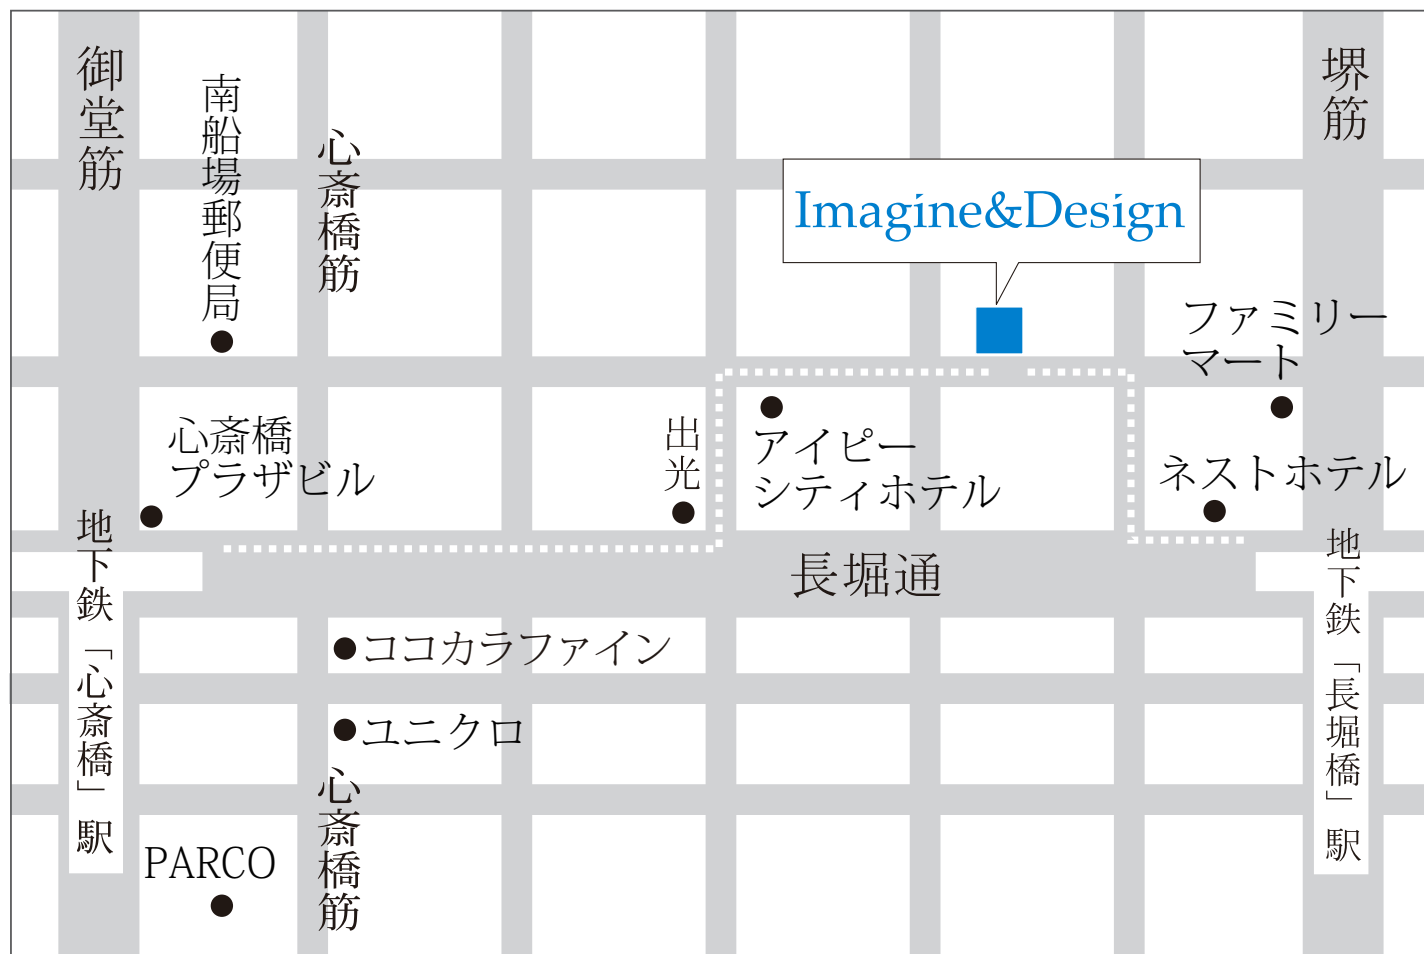 御堂筋
南船場郵便局
心斎橋筋
Imagine&Design
堺筋
ファミリー
マート
心斎橋
プラザビル
出光
アイピー
シティホテル
ネストホテル
長堀通
地下鉄「心斎橋」駅
地下鉄「長堀橋」駅
ココカラファイン
ユニクロ
心斎橋筋
PARCO